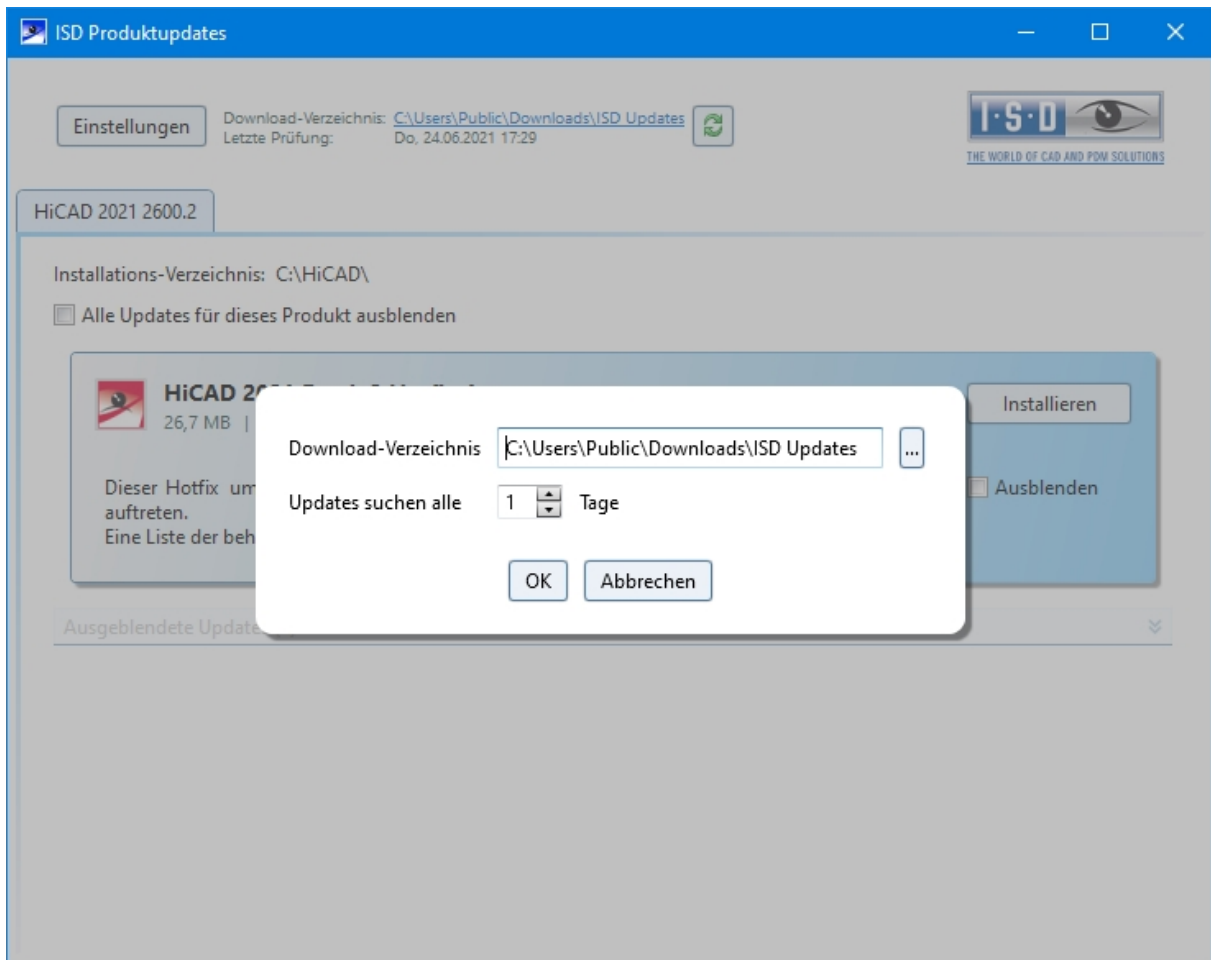 ISD Produktupdates
Einstellungen
Download-Verzeichnis: C:\Users\Public\Downloads\ISD Updates
Letzte Prüfung: Do, 24.06.2021 17:29
I·S·D
THE WORLD OF CAD AND PDM SOLUTIONS
HiCAD 2021 2600.2
Installations-Verzeichnis: C:\HiCAD\
Alle Updates für dieses Produkt ausblenden
HiCAD
26,7 MB |
Installieren
Dieser Hotfix
auftreten.
Eine Liste der
Ausblenden
Download-Verzeichnis C:\Users\Public\Downloads\ISD Updates ...
Updates suchen alle 1 Tage
OK Abbrechen
Ausgeblendete